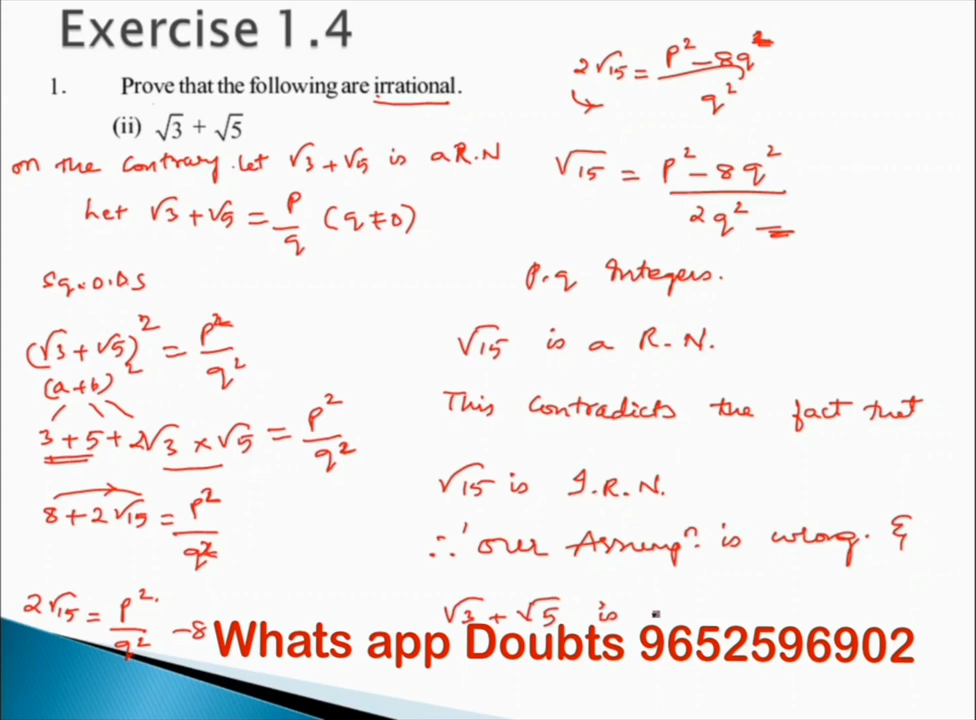 Exercise 1.4
1. Prove that the following are irrational.
(ii) √3 + √5
on the contrary. let √3 + √5 is a R.N
Let √3 + √5 = p/q (q ≠ 0)
Sq. O.B.S
(√3 + √5)² = p²/q²
(a+b)²
3 + 5 + 2√3 × √5 = p²/q²
8 + 2√15 = p²/q²
2√15 = p²/q² - 8
2√15 = p² - 8q²/q²
√15 = p² - 8q²/2q²
p.q Integers.
√15 is a R.N.
This contradicts the fact that
√15 is I.R.N.
∴ our Assumpⁿ. is wrong. &
√3 + √5 is
Whats app Doubts 9652596902